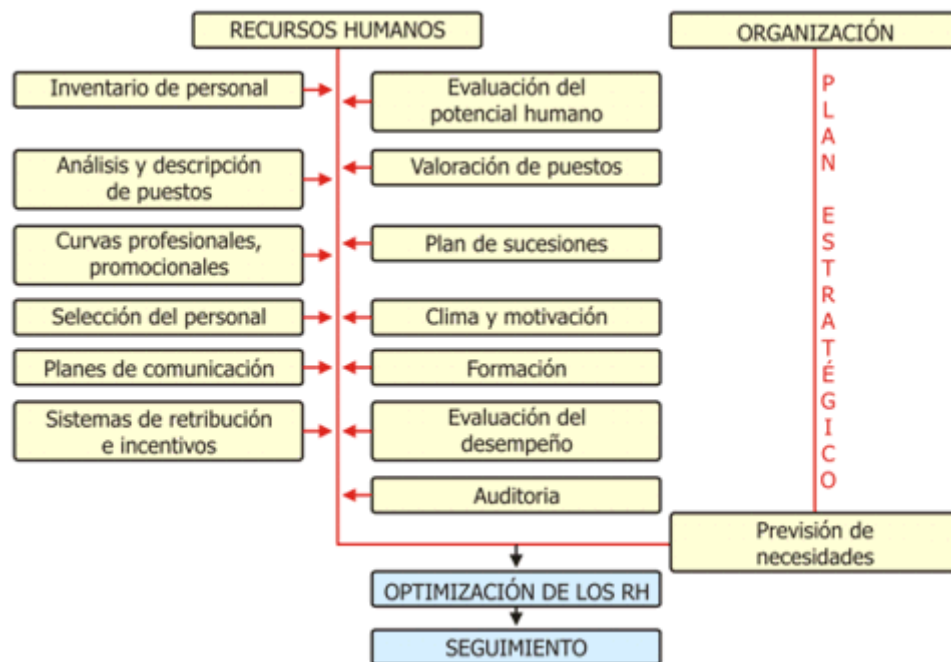 RECURSOS HUMANOS
ORGANIZACIÓN
Inventario de personal
Evaluación del
potencial humano
Análisis y descripción
de puestos
Valoración de puestos
Curvas profesionales,
promocionales
Plan de sucesiones
Selección del personal
Clima y motivación
Planes de comunicación
Formación
Sistemas de retribución
e incentivos
Evaluación del
desempeño
Auditoria
PLAN ESTRATÉGICO
Previsión de
necesidades
OPTIMIZACIÓN DE LOS RH
SEGUIMIENTO